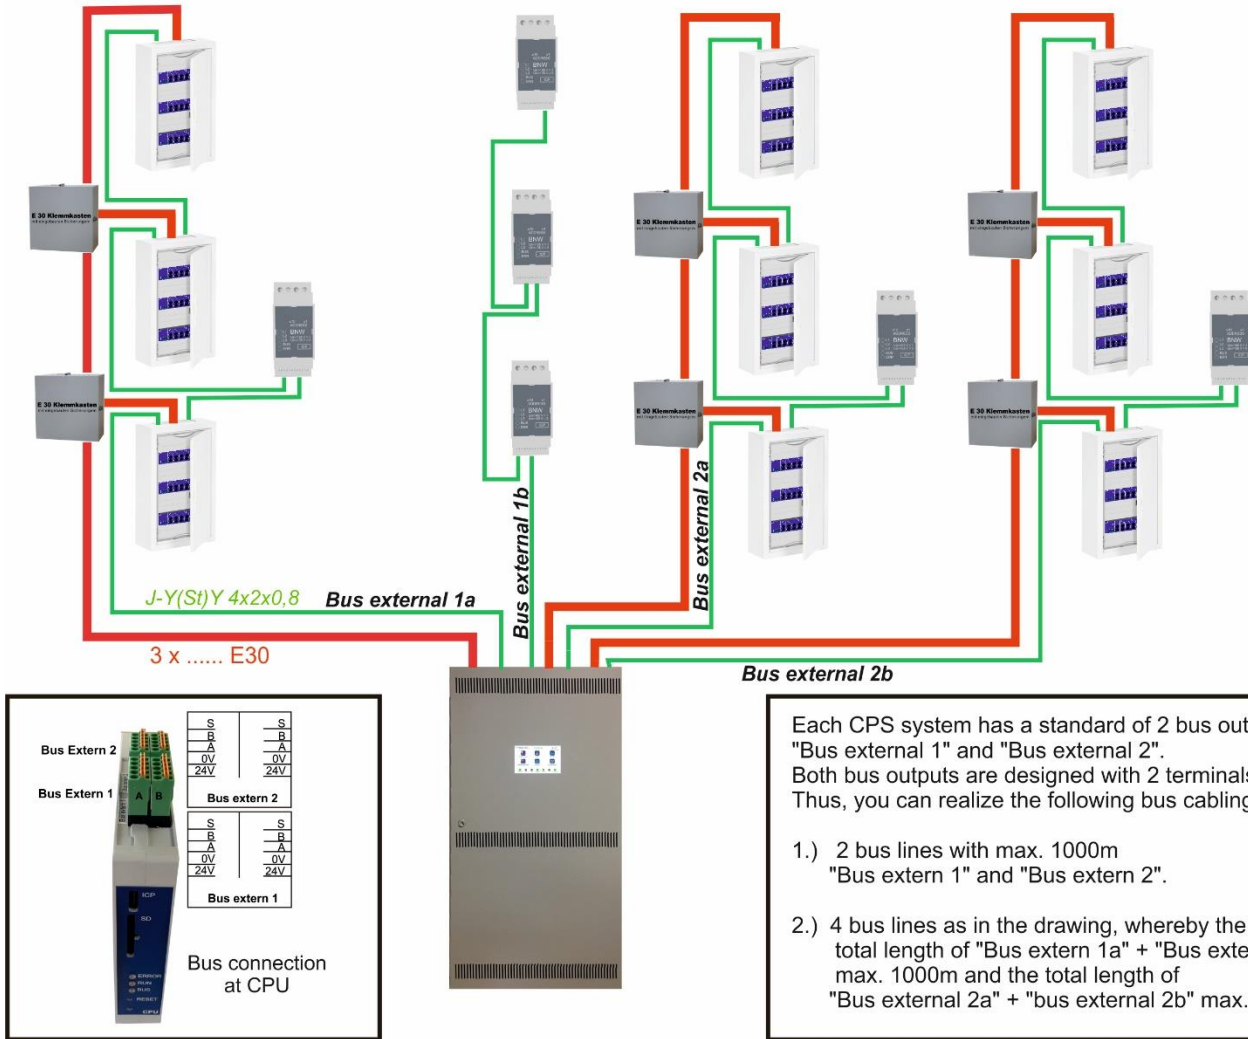 BNW
BNW
BNW
BNW
BNW
BNW
E 30 Klemmkasten
E 30 Klemmkasten
E 30 Klemmkasten
E 30 Klemmkasten
E 30 Klemmkasten
E 30 Klemmkasten
Bus external 1b
Bus external 2a
J-Y(St)Y 4x2x0,8
Bus external 1a
3 x ...... E30
Bus external 2b
Bus Extern 2
Bus Extern 1
A B
S S
B B
A A
0V 0V
24V 24V
Bus extern 2
S S
B B
A A
0V 0V
24V 24V
Bus extern 1
ICP
SD
ERROR
RUN
BUS
RESET
CPU
Bus connection
at CPU
Each CPS system has a standard of 2 bus out
"Bus external 1" and "Bus external 2".
Both bus outputs are designed with 2 terminals
Thus, you can realize the following bus cabling
1.) 2 bus lines with max. 1000m
"Bus extern 1" and "Bus extern 2".
2.) 4 bus lines as in the drawing, whereby the
total length of "Bus extern 1a" + "Bus exte
max. 1000m and the total length of
"Bus external 2a" + "bus external 2b" max.